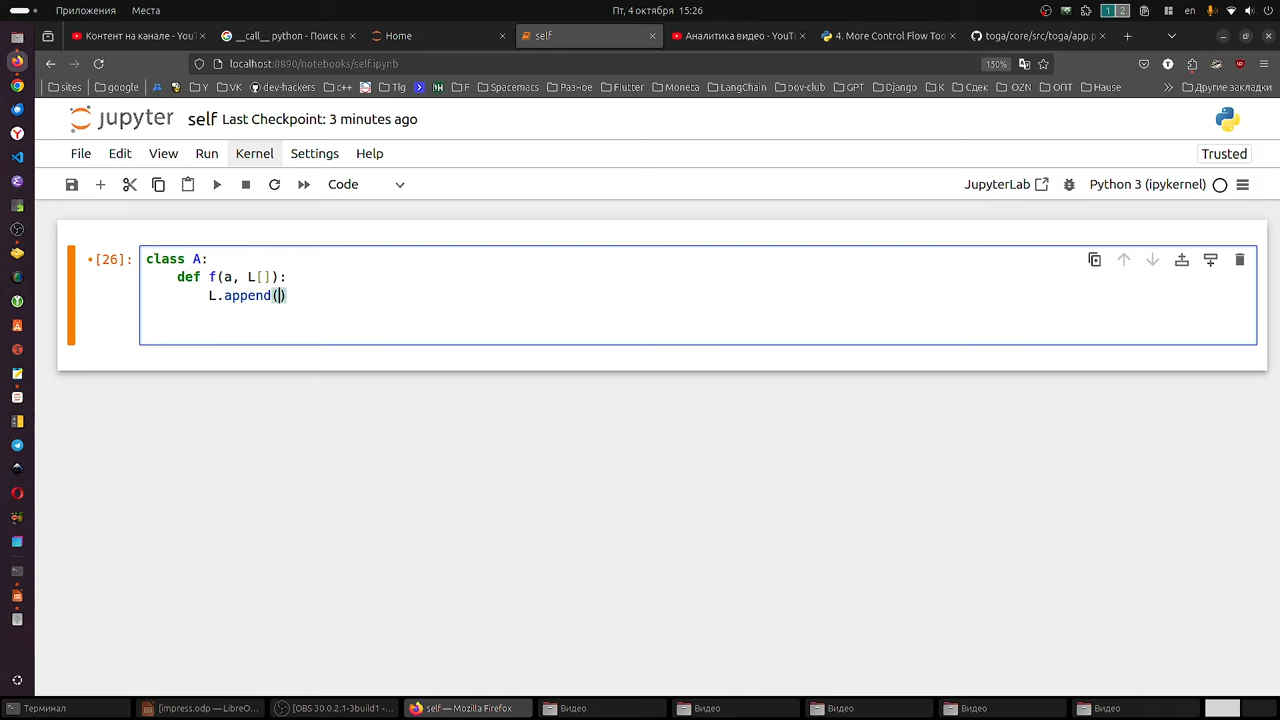 Приложения Места Пт, 4 октября 15:26 1 2 en
Контент на канале - YouT × __call__ python - Поиск в × Home × self × Аналитика видео - YouTu × 4. More Control Flow Too × toga/core/src/toga/app.p × +
localhost:8890/notebooks/self.ipynb 150%
sites google Y VK dev-hackers c++ Tlg F Spacemacs Разное Flutter Moneta LangChain bov-club GPT Django K Сдек OZN ОПТ Hause Другие закладки
jupyter self Last Checkpoint: 3 minutes ago
File Edit View Run Kernel Settings Help Trusted
Code JupyterLab Python 3 (ipykernel)
•[26]: class A:
def f(a, L[]):
L.append()
Терминал [impress.odp — LibreO... [OBS 30.0.2.1-3build1 -... self — Mozilla Firefox Видео Видео Видео Видео Видео